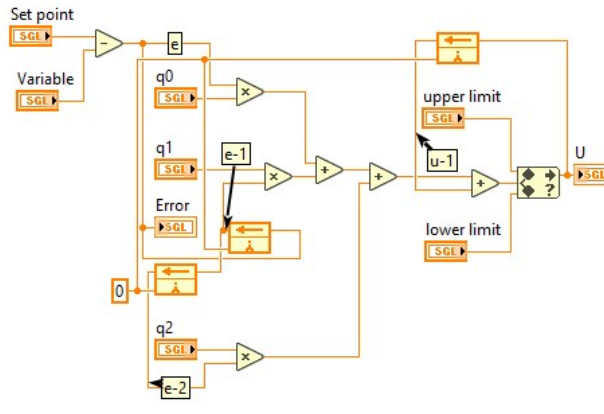 Set point
SGL
e
Variable
SGL
q0
SGL
upper limit
SGL
q1
SGL
e-1
u-1
U
SGL
Error
SGL
lower limit
SGL
0
q2
SGL
e-2